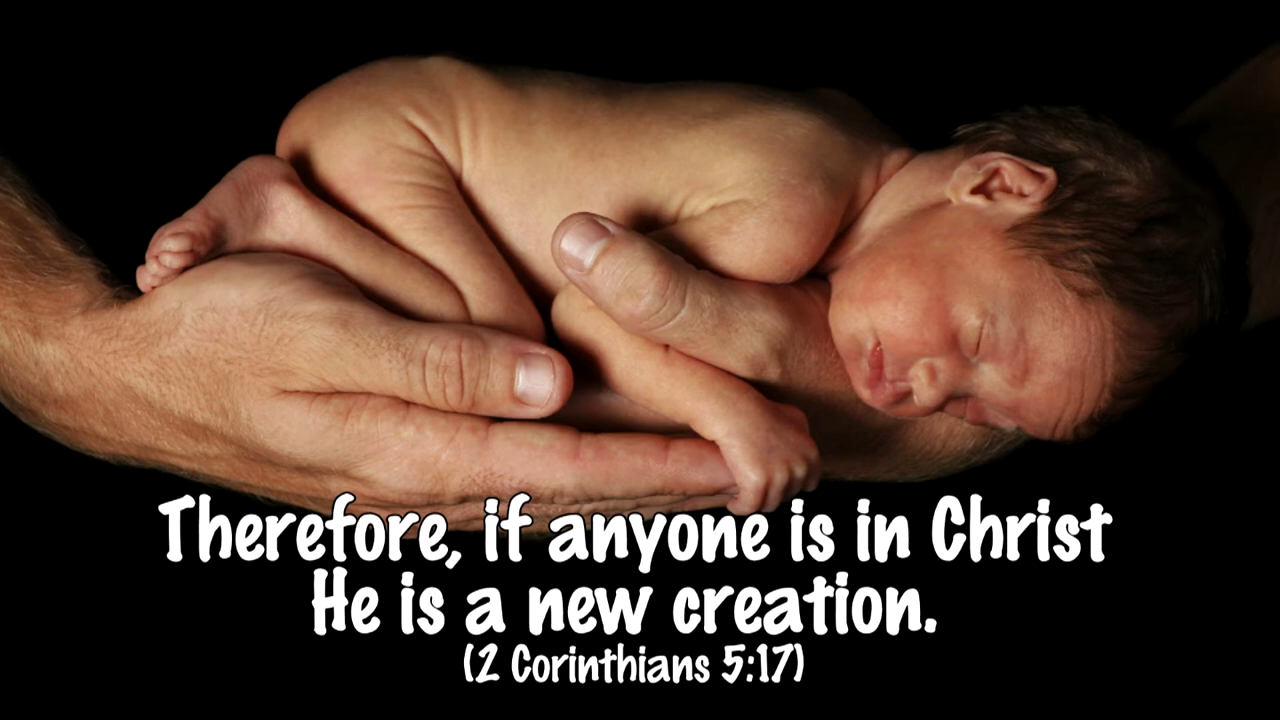 Therefore, if anyone is in Christ
He is a new creation.
(2 Corinthians 5:17)